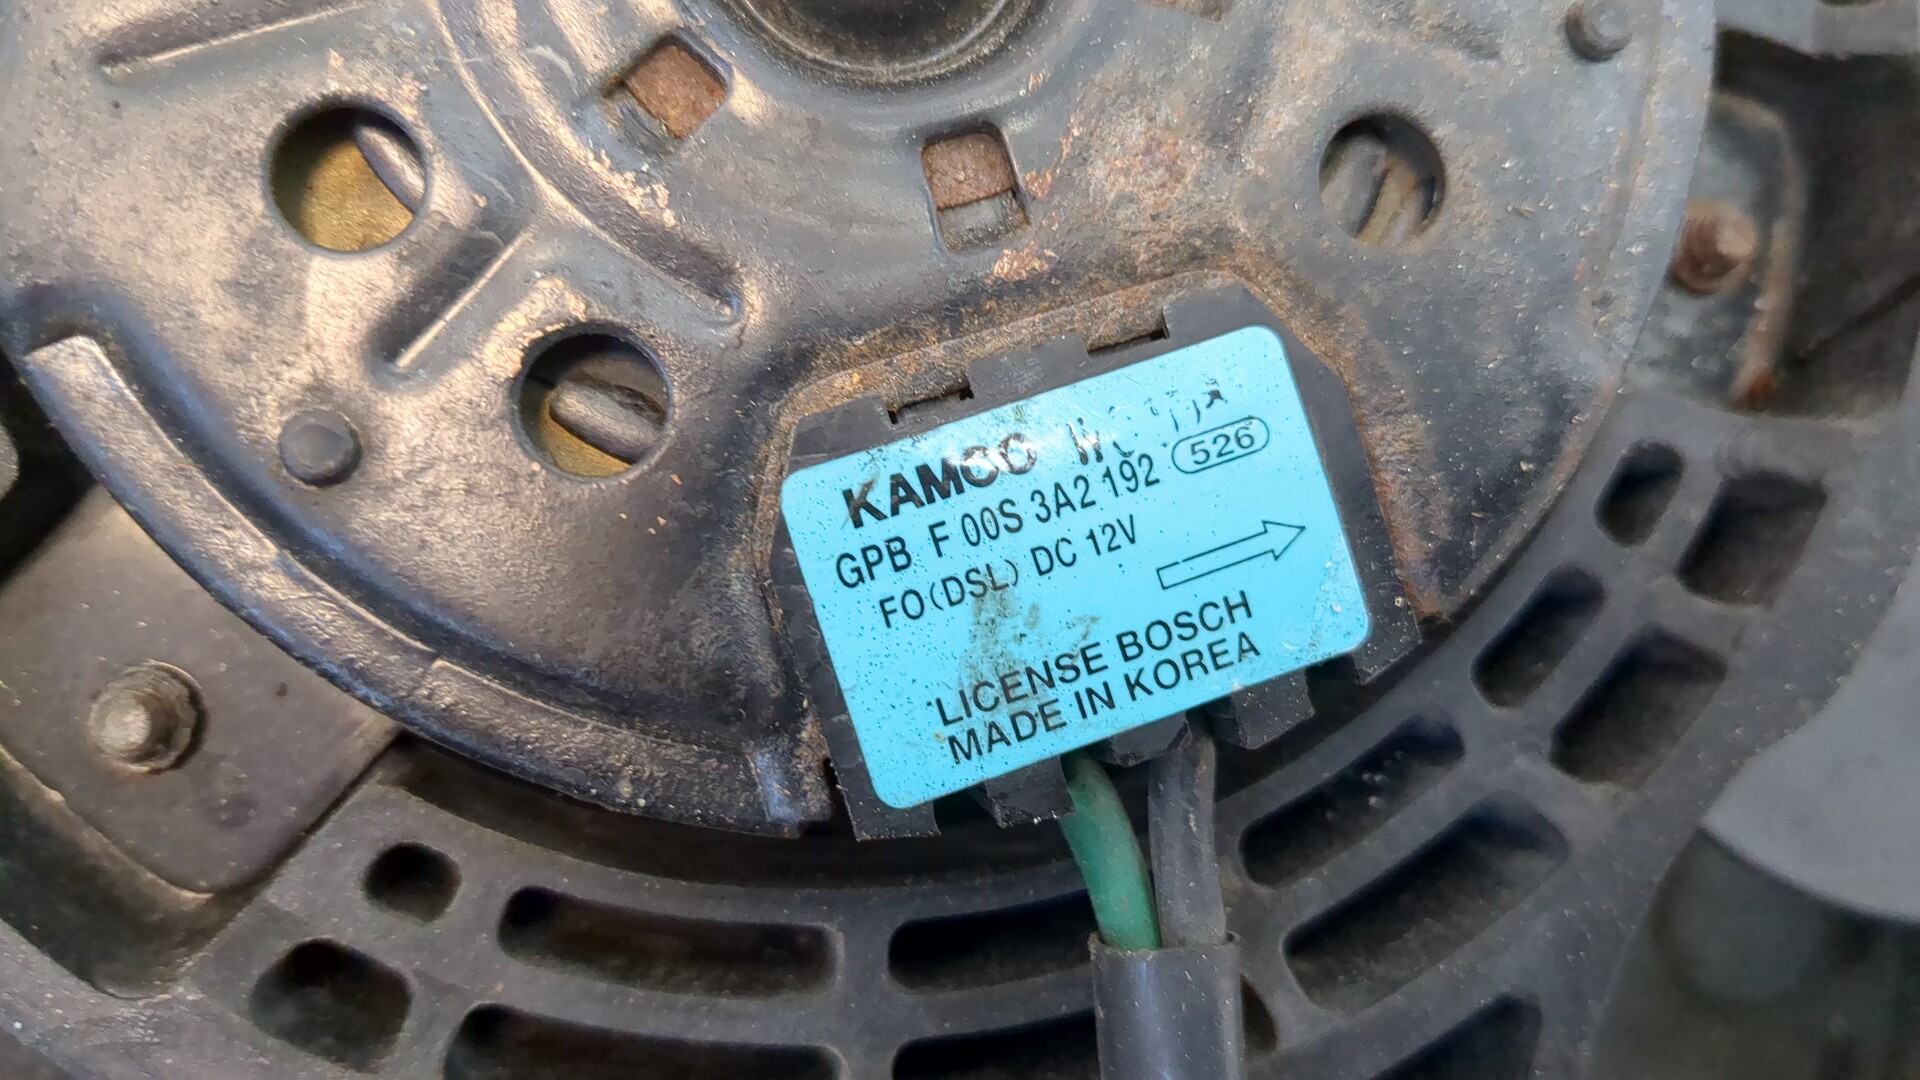 KAMCO
GPB F 00S 3A2 192 526
FO(DSL) DC 12V
LICENSE BOSCH
MADE IN KOREA